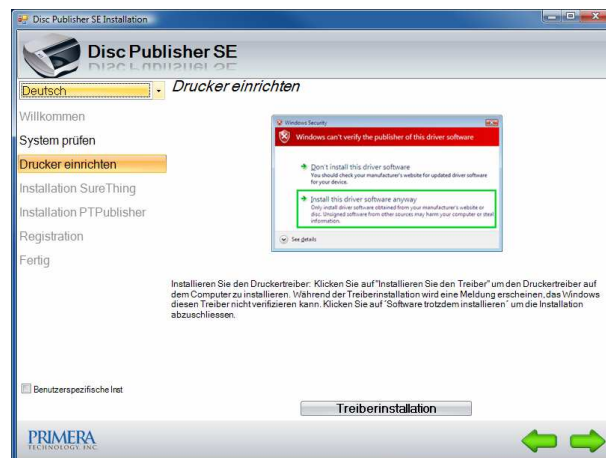 Disc Publisher SE Installation
Disc Publisher SE
Deutsch
Drucker einrichten
Willkommen
System prüfen
Drucker einrichten
Installation SureThing
Installation PTPublisher
Registration
Fertig
Windows Security
Windows can't verify the publisher of this driver software
Don't install this driver software
You should check your manufacturer's website for updated driver software
for your device.
Install this driver software anyway
Only install driver software obtained from your manufacturer's website or
disc. Unsigned software from other sources may harm your computer or steal
information.
See details
Installieren Sie den Druckertreiber: Klicken Sie auf "Installieren Sie den Treiber" um den Druckertreiber auf
dem Computer zu installieren. Während der Treiberinstallation wird eine Meldung erscheinen, das Windows
diesen Treiber nicht verifizieren kann. Klicken Sie auf ´Software trotzdem installieren´ um die Installation
abzuschliessen.
Benutzerspezifische Inst
Treiberinstallation
PRIMERA
TECHNOLOGY, INC.